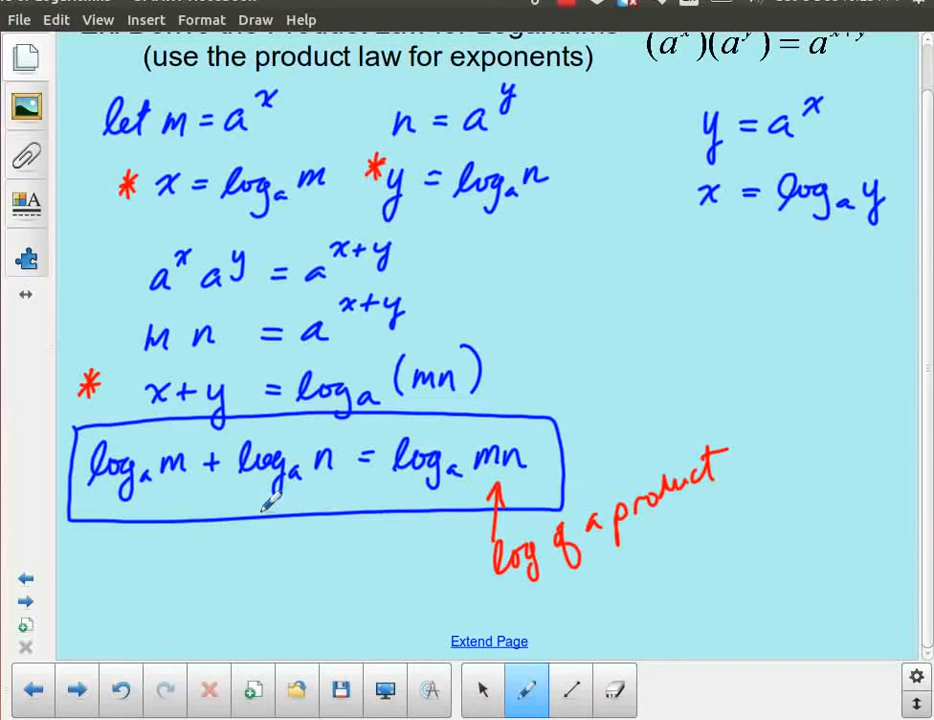 File Edit View Insert Format Draw Help
(use the product law for exponents)
(a^x)(a^y) = a^{x+y}
let m = a^x n = a^y
y = a^x
* x = log_a m * y = log_a n
x = log_a y
a^x a^y = a^{x+y}
m n = a^{x+y}
* x+y = log_a (mn)
log_a m + log_a n = log_a mn
log of a product
Extend Page